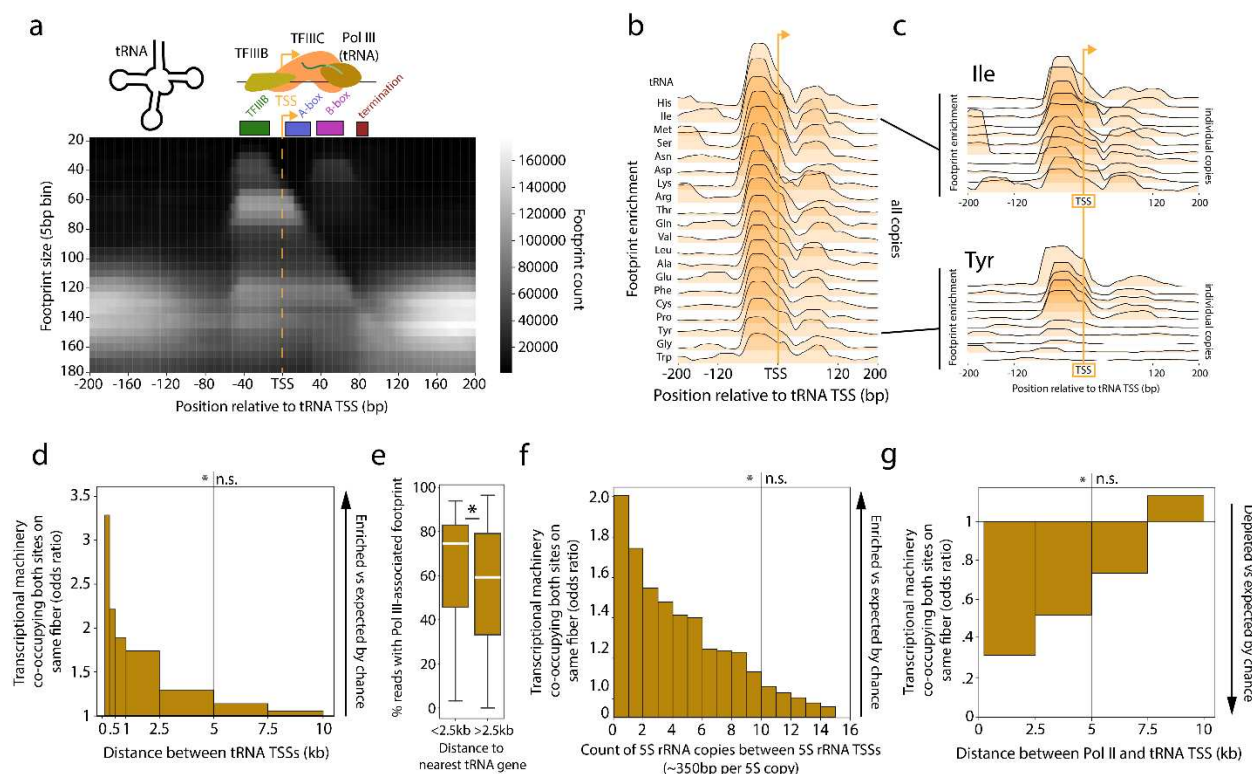 a
tRNA
TFIIIB
TFIIIC
Pol III
(tRNA)
TSS
TFIIIB
A-box
B-box
termination
20
40
60
80
100
120
140
160
180
Footprint size (5bp bin)
-200
-160
-120
-80
-40
TSS
40
80
120
160
200
Position relative to tRNA TSS (bp)
160000
140000
120000
100000
80000
60000
40000
20000
Footprint count
b
tRNA
His
Ile
Met
Ser
Asn
Asp
Lys
Arg
Thr
Gln
Val
Leu
Ala
Glu
Phe
Cys
Pro
Tyr
Gly
Trp
Footprint enrichment
all copies
-200
-120
TSS
120
200
Position relative to tRNA TSS (bp)
c
Ile
Footprint enrichment
individual copies
-200
-120
TSS
120
200
Tyr
Footprint enrichment
individual copies
-200
-120
TSS
120
200
Position relative to tRNA TSS (bp)
d
* n.s.
3.5
3
2.5
2
1.5
1
Transcriptional machinery
co-occupying both sites on
same fiber (odds ratio)
Enriched vs expected by chance
0 .5 1
2.5
5
7.5
10
Distance between tRNA TSSs (kb)
e
100
80
60
40
20
0
% reads with Pol III-associated footprint
*
<2.5kb
>2.5kb
Distance to
nearest tRNA gene
f
* n.s.
2.0
1.8
1.6
1.4
1.2
1.0
Transcriptional machinery
co-occupying both sites on
same fiber (odds ratio)
Enriched vs expected by chance
0
2
4
6
8
10
12
14
16
Count of 5S rRNA copies between 5S rRNA TSSs
(~350bp per 5S copy)
g
* n.s.
1
.8
.6
.4
.2
0
Transcriptional machinery
co-occupying both sites on
same fiber (odds ratio)
Depleted vs expected by chance
0
2.5
5
7.5
10
Distance between Pol II and tRNA TSS (kb)